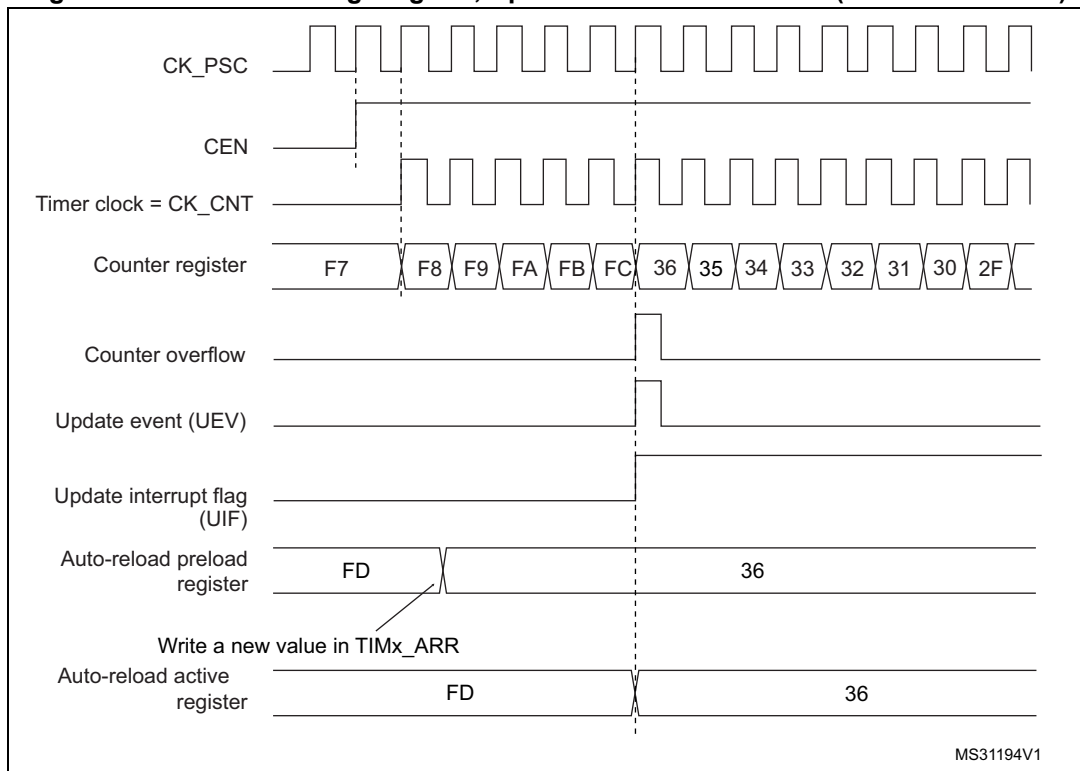 CK_PSC
CEN
Timer clock = CK_CNT
Counter register
F7 F8 F9 FA FB FC 36 35 34 33 32 31 30 2F
Counter overflow
Update event (UEV)
Update interrupt flag
(UIF)
Auto-reload preload
register
FD 36
Write a new value in TIMx_ARR
Auto-reload active
register
FD 36
MS31194V1